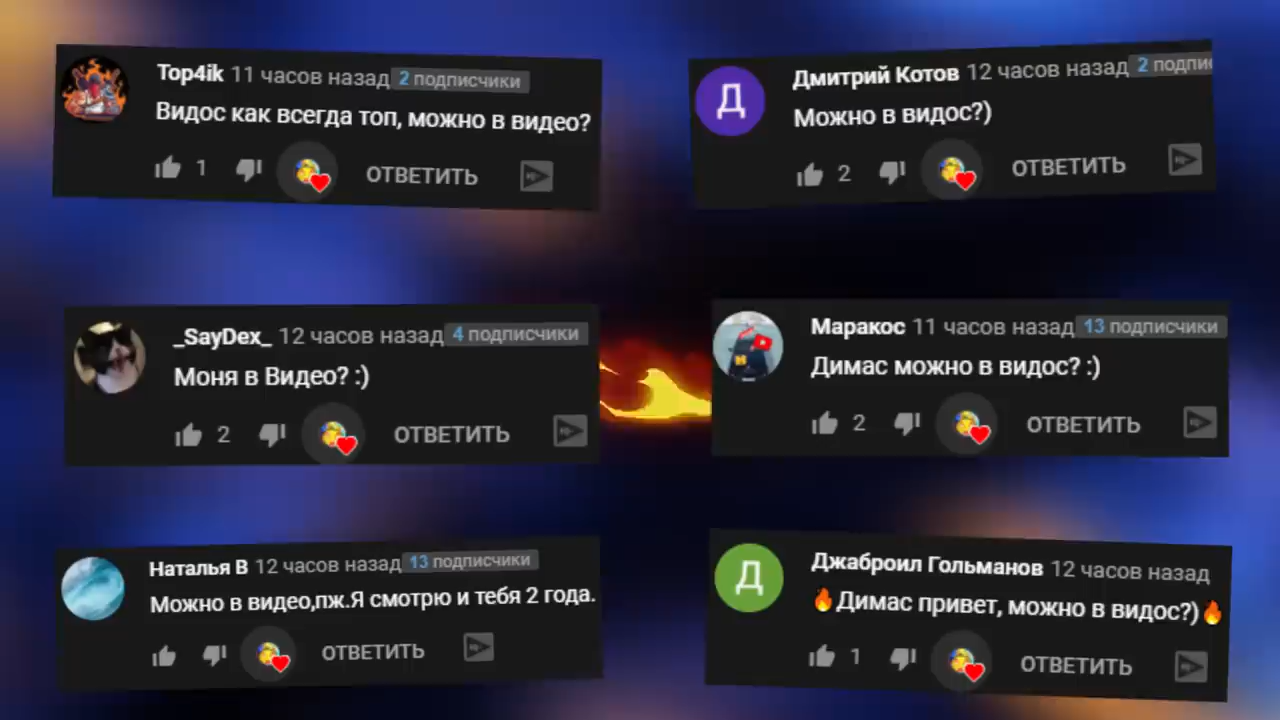 Top4ik 11 часов назад 2 подписчики
Видос как всегда топ, можно в видео?
1 ОТВЕТИТЬ
Д Дмитрий Котов 12 часов назад 2
Можно в видос?)
2 ОТВЕТИТЬ
_SayDex_ 12 часов назад 4 подписчики
Моня в Видео? :)
2 ОТВЕТИТЬ
Маракос 11 часов назад 13 подписчики
Димас можно в видос? :)
2 ОТВЕТИТЬ
Наталья В 12 часов назад 13 подписчики
Можно в видео,пж.Я смотрю и тебя 2 года.
ОТВЕТИТЬ
Д Джаброил Гольманов 12 часов назад
🔥Димас привет, можно в видос?)🔥
1 ОТВЕТИТЬ